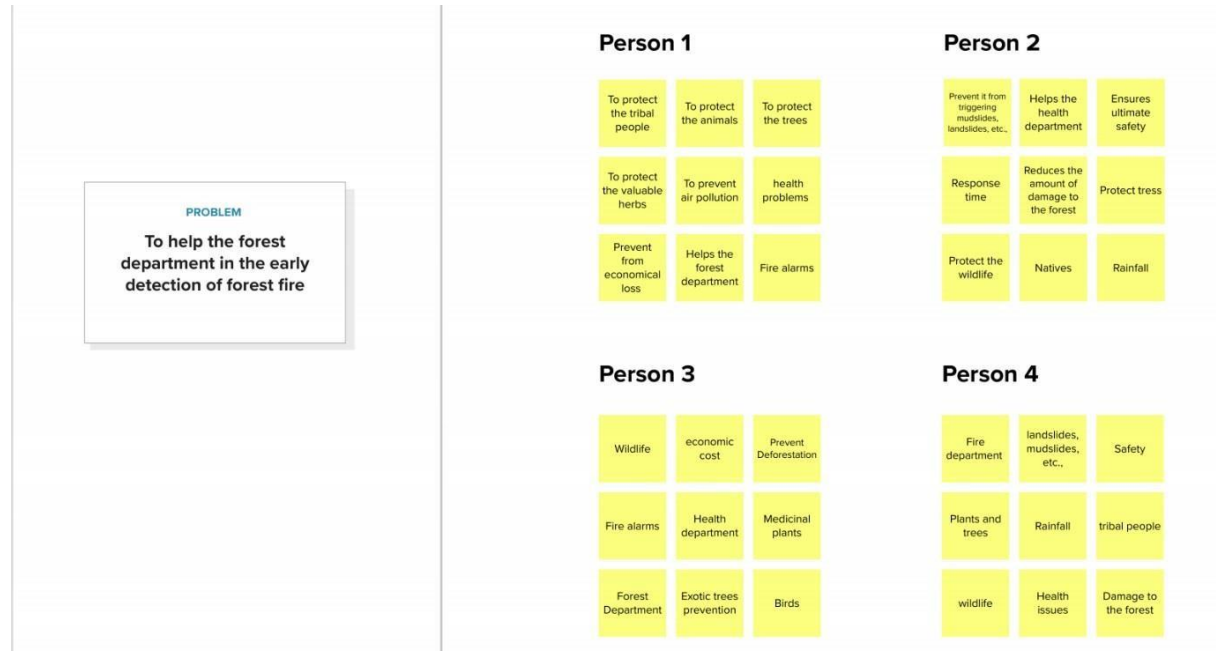 PROBLEM
To help the forest
department in the early
detection of forest fire
Person 1
To protect
the tribal
people
To protect
the animals
To protect
the trees
To protect
the valuable
herbs
To prevent
air pollution
health
problems
Prevent
from
economical
loss
Helps the
forest
department
Fire alarms
Person 2
Prevent it from
triggering
mudslides,
landslides, etc.,
Helps the
health
department
Ensures
ultimate
safety
Response
time
Reduces the
amount of
damage to
the forest
Protect tress
Protect the
wildlife
Natives
Rainfall
Person 3
Wildlife
economic
cost
Prevent
Deforestation
Fire alarms
Health
department
Medicinal
plants
Forest
Department
Exotic trees
prevention
Birds
Person 4
Fire
department
landslides,
mudslides,
etc.,
Safety
Plants and
trees
Rainfall
tribal people
wildlife
Health
issues
Damage to
the forest